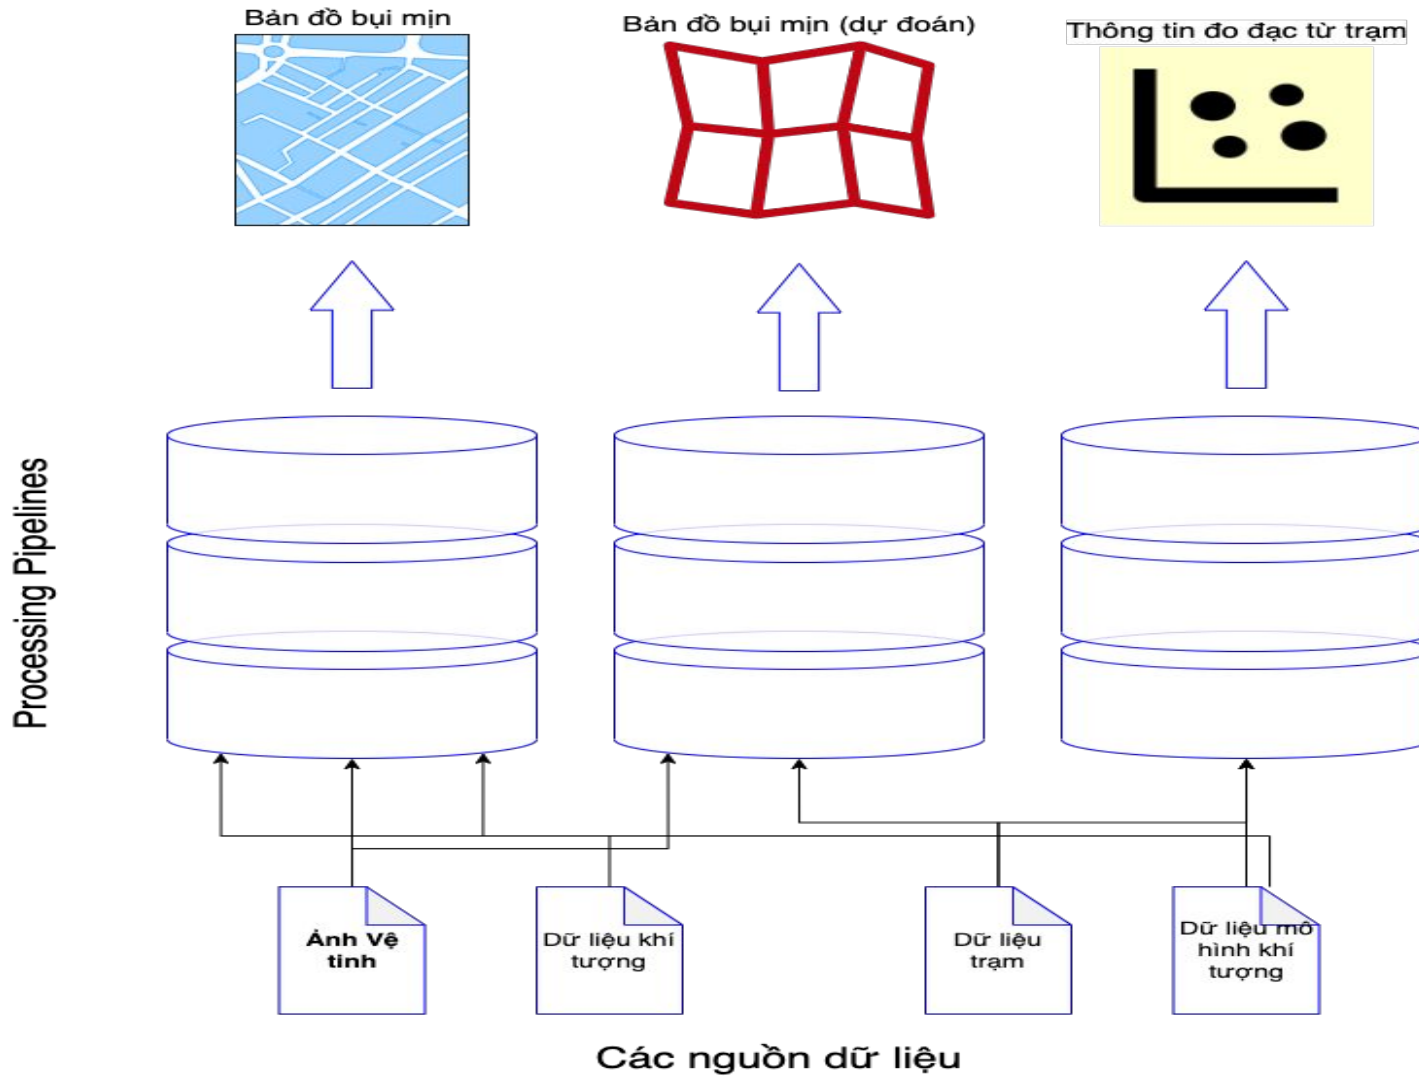 Bản đồ bụi mịn
Bản đồ bụi mịn (dự đoán)
Thông tin đo đạc từ trạm
Processing Pipelines
Ảnh Vệ
tinh
Dữ liệu khí
tượng
Dữ liệu
trạm
Dữ liệu mô
hình khí
tượng
Các nguồn dữ liệu